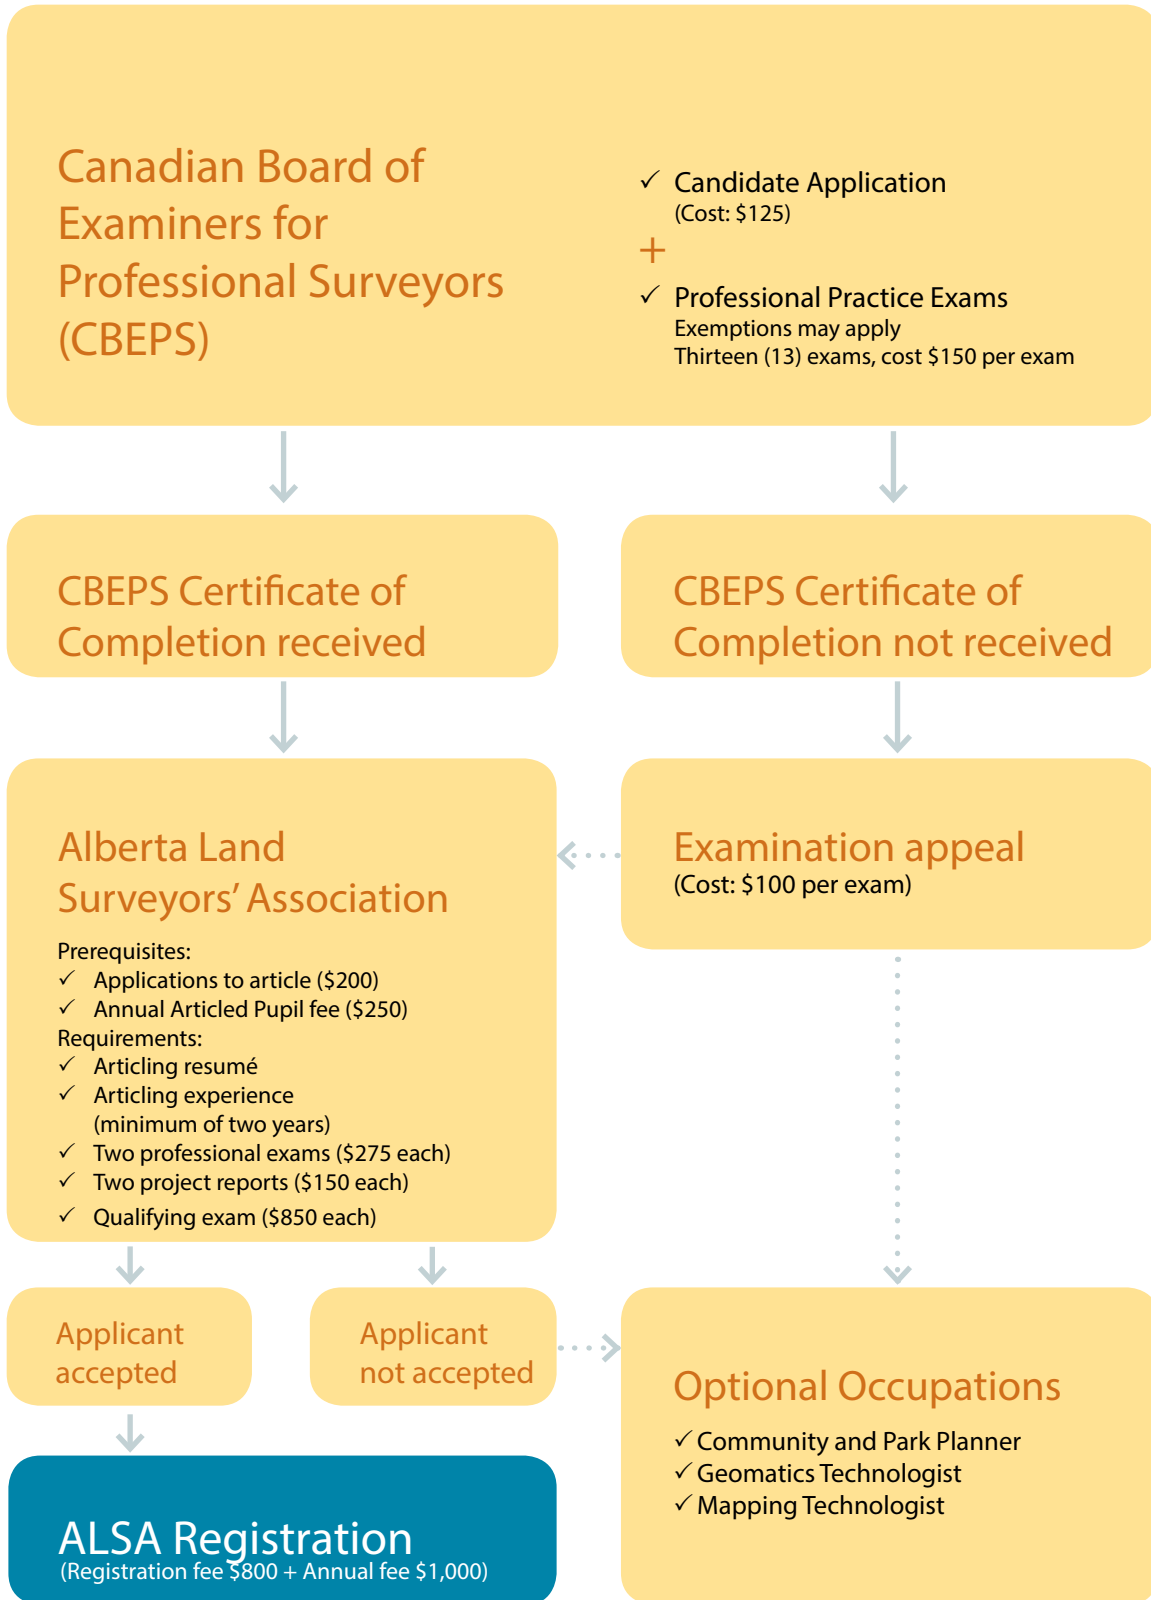 Canadian Board of
Examiners for
Professional Surveyors
(CBEPS)
✓ Candidate Application
(Cost: $125)
+
✓ Professional Practice Exams
Exemptions may apply
Thirteen (13) exams, cost $150 per exam
CBEPS Certificate of
Completion received
CBEPS Certificate of
Completion not received
Alberta Land
Surveyors’ Association
Prerequisites:
✓ Applications to article ($200)
✓ Annual Articled Pupil fee ($250)
Requirements:
✓ Articling resumé
✓ Articling experience
(minimum of two years)
✓ Two professional exams ($275 each)
✓ Two project reports ($150 each)
✓ Qualifying exam ($850 each)
Examination appeal
(Cost: $100 per exam)
Applicant
accepted
Applicant
not accepted
Optional Occupations
✓ Community and Park Planner
✓ Geomatics Technologist
✓ Mapping Technologist
ALSA Registration
(Registration fee $800 + Annual fee $1,000)